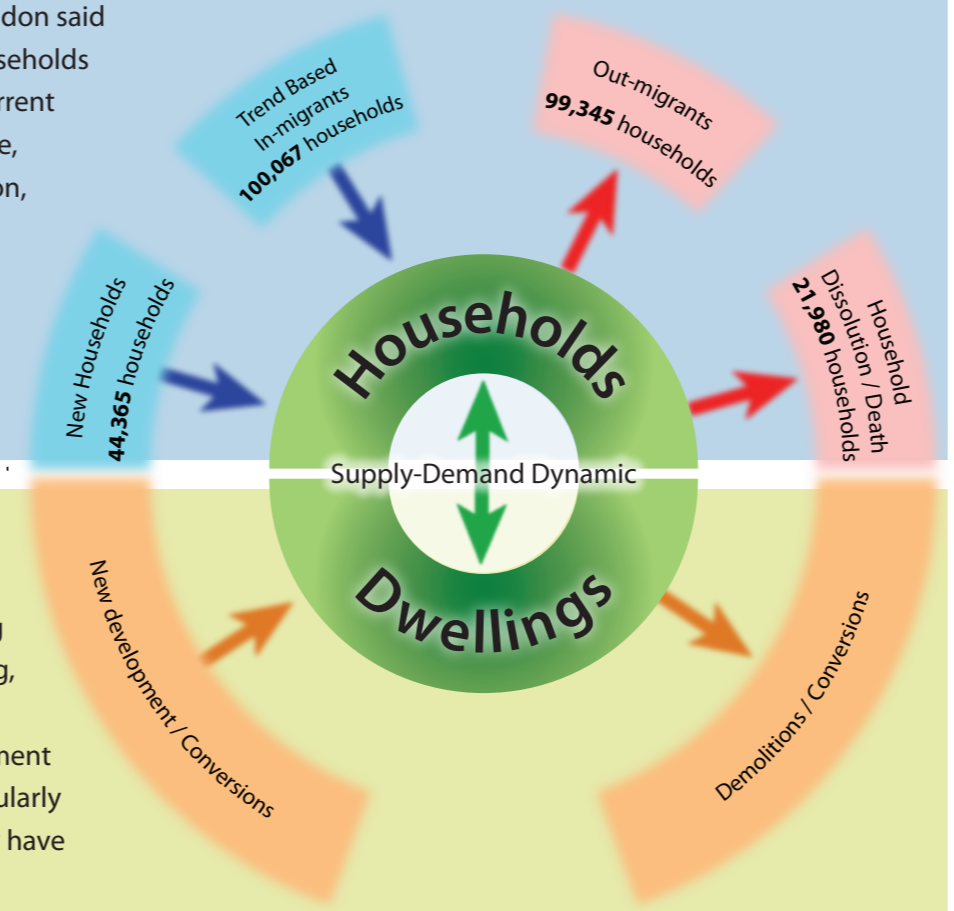 don said
seholds
rrent
e,
on,
Trend Based
In-migrants
100,067 households
Out-migrants
99,345 households
New Households
44,365 households
Household
Dissolution / Death
21,980 households
Households
Supply-Demand Dynamic
Dwellings
New development / Conversions
Demolitions / Conversions
g,
ment
ularly
have